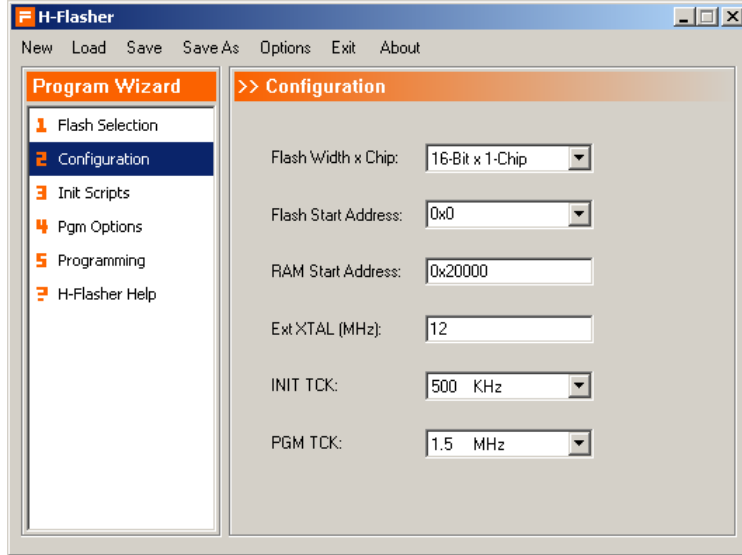 H-Flasher
New Load Save Save As Options Exit About
Program Wizard
1 Flash Selection
2 Configuration
3 Init Scripts
4 Pgm Options
5 Programming
? H-Flasher Help
>> Configuration
Flash Width x Chip: 16-Bit x 1-Chip
Flash Start Address: 0x0
RAM Start Address: 0x20000
Ext XTAL (MHz): 12
INIT TCK: 500 KHz
PGM TCK: 1.5 MHz